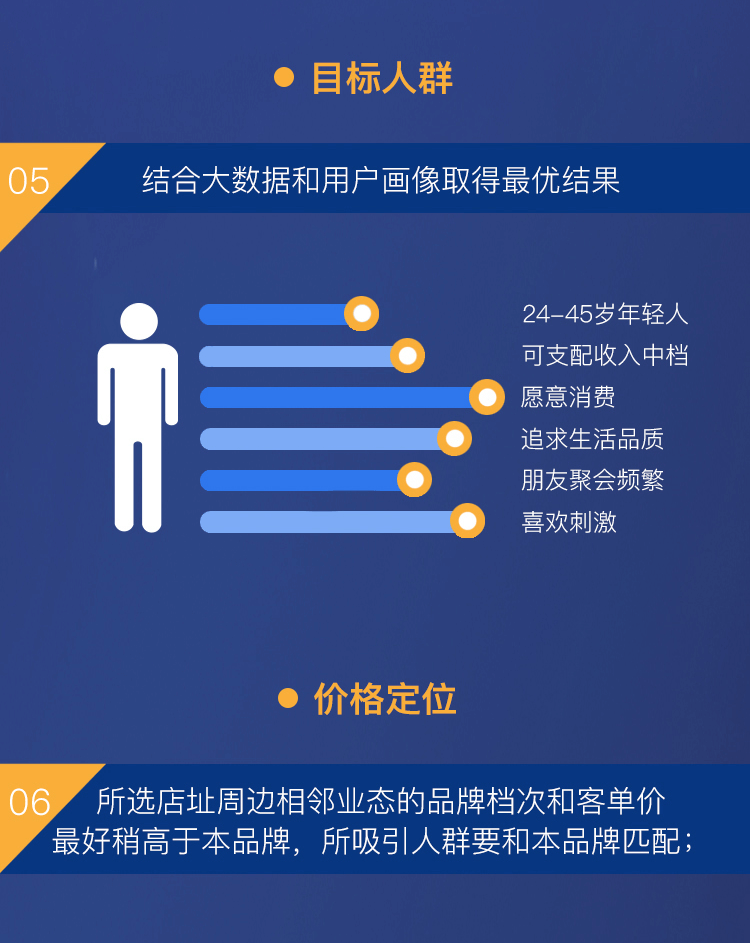 目标人群
05
结合大数据和用户画像取得最优结果
24-45岁年轻人
可支配收入中档
愿意消费
追求生活品质
朋友聚会频繁
喜欢刺激
价格定位
06
所选店址周边相邻业态的品牌档次和客单价
最好稍高于本品牌，所吸引人群要和本品牌匹配；